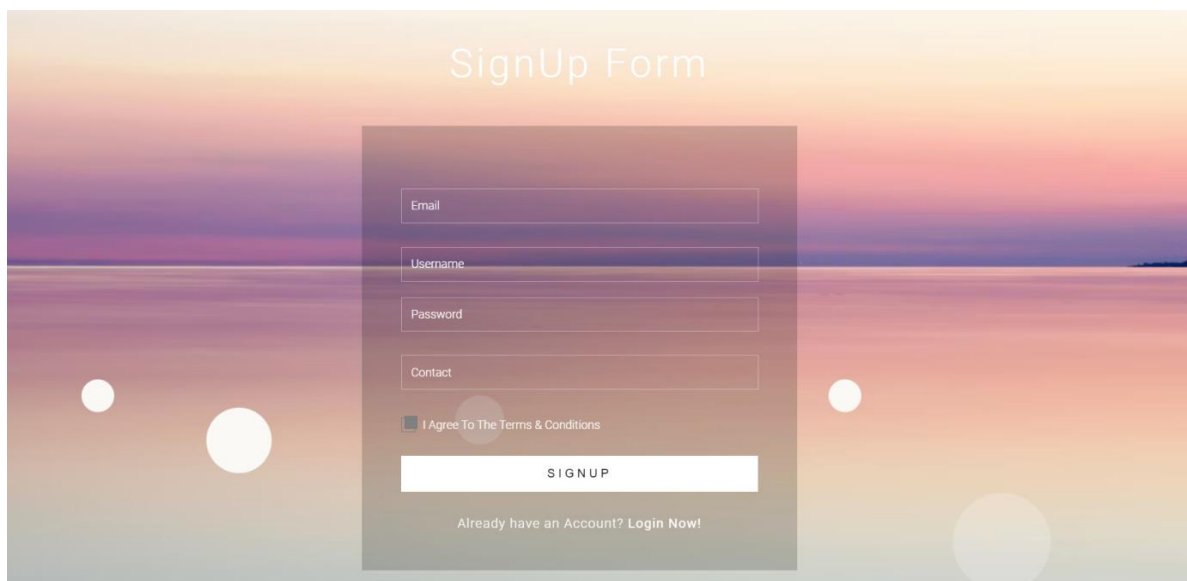 SignUp Form
Email
Username
Password
Contact
I Agree To The Terms & Conditions
SIGNUP
Already have an Account? Login Now!